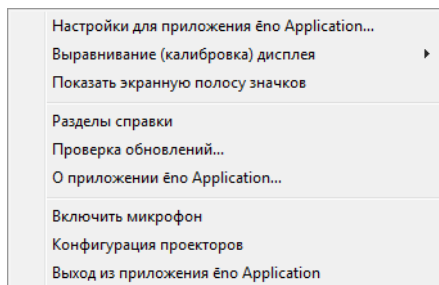 Настройки для приложения ēno Application...
Выравнивание (калибровка) дисплея
Показать экранную полосу значков
Разделы справки
Проверка обновлений...
О приложении ēno Application...
Включить микрофон
Конфигурация проекторов
Выход из приложения ēno Application